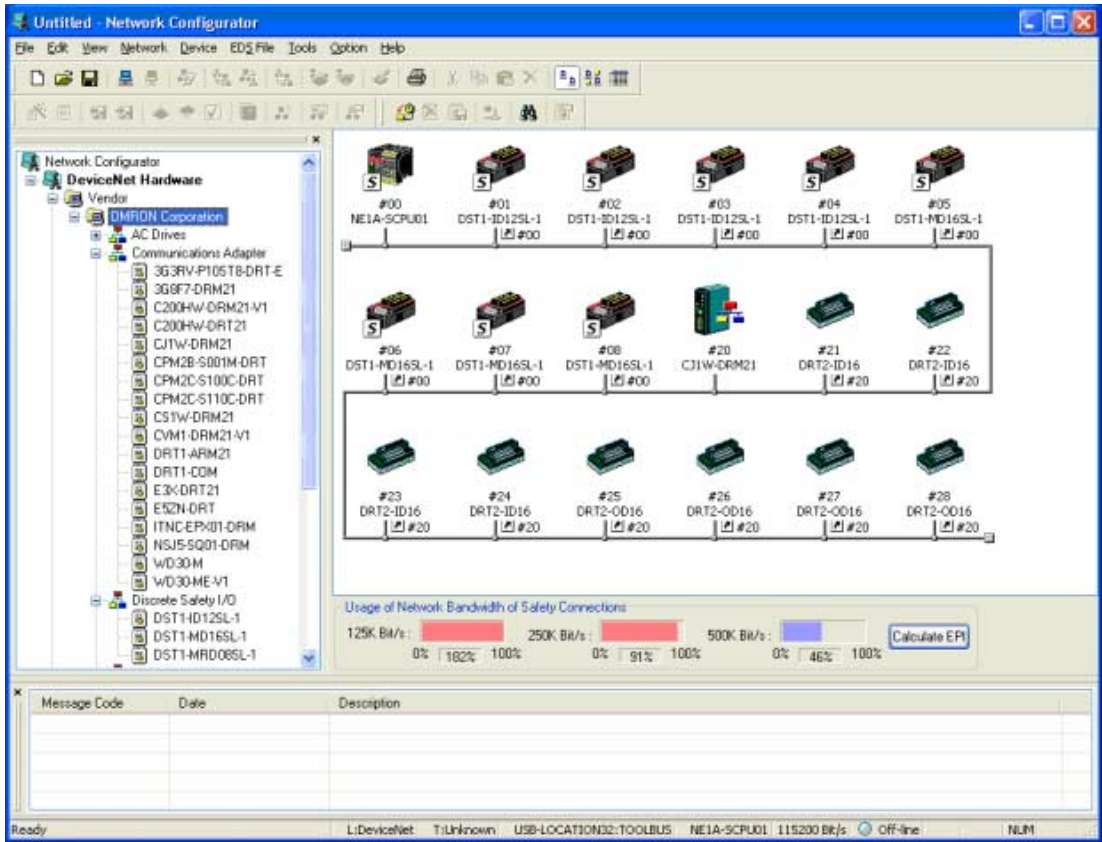 Untitled - Network Configurator
File Edit View Network Device EDS File Tools Option Help
Network Configurator
DeviceNet Hardware
Vendor
OMRON Corporation
AC Drives
Communications Adapter
3G3RV-P10ST8-DRT-E
3G8F7-DRM21
C200HW-DRM21-V1
C200HW-DRT21
CJ1W-DRM21
CPM2B-S001M-DRT
CPM2C-S100C-DRT
CPM2C-S110C-DRT
CS1W-DRM21
CVM1-DRM21-V1
DRT1-ARM21
DRT1-COM
E3X-DRT21
E5ZN-DRT
ITNC-EPX01-DRM
NSJ5-SQ01-DRM
WD30-M
WD30-ME-V1
Discrete Safety I/O
DST1-ID12SL-1
DST1-MD16SL-1
DST1-MRD08SL-1
S S S S S S
#00 #01 #02 #03 #04 #05
NE1A-SCPU01 DST1-ID12SL-1 DST1-ID12SL-1 DST1-ID12SL-1 DST1-ID12SL-1 DST1-MD16SL-1
#00 #00 #00 #00 #00
S S S
#06 #07 #08 #20 #21 #22
DST1-MD16SL-1 DST1-MD16SL-1 DST1-MD16SL-1 CJ1W-DRM21 DRT2-ID16 DRT2-ID16
#00 #00 #00 #20 #20
#23 #24 #25 #26 #27 #28
DRT2-ID16 DRT2-ID16 DRT2-OD16 DRT2-OD16 DRT2-OD16 DRT2-OD16
#20 #20 #20 #20 #20 #20
Usage of Network Bandwidth of Safety Connections
125K Bit/s : 250K Bit/s : 500K Bit/s : Calculate EPI
0% 182% 100% 0% 91% 100% 0% 46% 100%
Message Code Date Description
Ready L:DeviceNet T:Unknown USB-LOCATION32:TOOLBUS NE1A-SCPU01 115200 Bit/s Off-line NUM